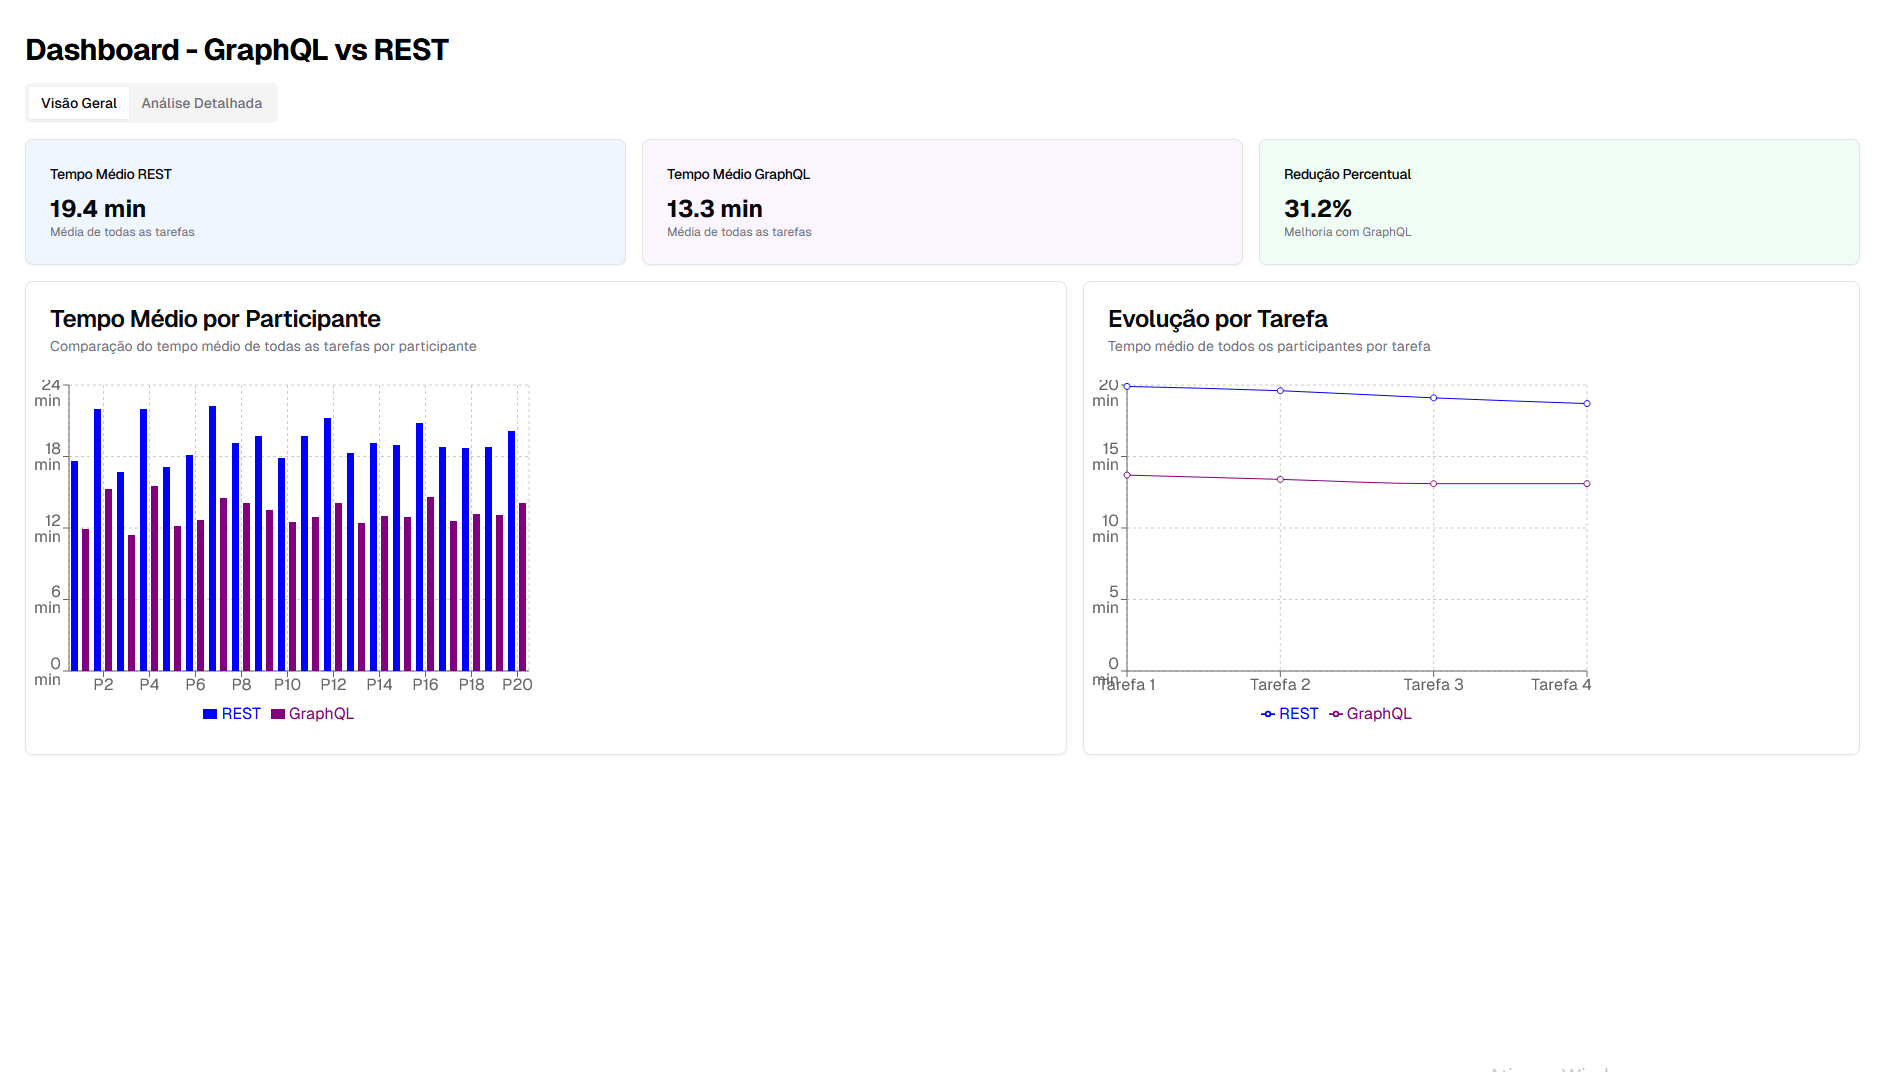 Dashboard - GraphQL vs REST
Visão Geral
Análise Detalhada
Tempo Médio REST
19.4 min
Média de todas as tarefas
Tempo Médio GraphQL
13.3 min
Média de todas as tarefas
Redução Percentual
31.2%
Melhoria com GraphQL
Tempo Médio por Participante
Comparação do tempo médio de todas as tarefas por participante
24
min
18
min
12
min
6
min
0
min
P2 P4 P6 P8 P10 P12 P14 P16 P18 P20
REST GraphQL
Evolução por Tarefa
Tempo médio de todos os participantes por tarefa
20
min
15
min
10
min
5
min
0
min
Tarefa 1 Tarefa 2 Tarefa 3 Tarefa 4
REST GraphQL